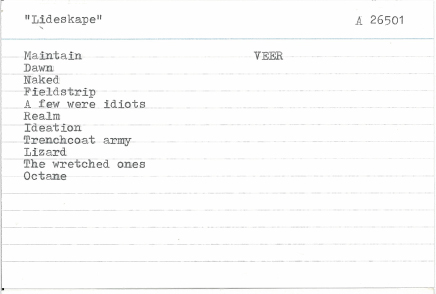 "Lideskape" A 26501
Maintain VEER
Dawn
Naked
Fieldstrip
A few were idiots
Realm
Ideation
Trenchcoat army
Lizard
The wretched ones
Octane